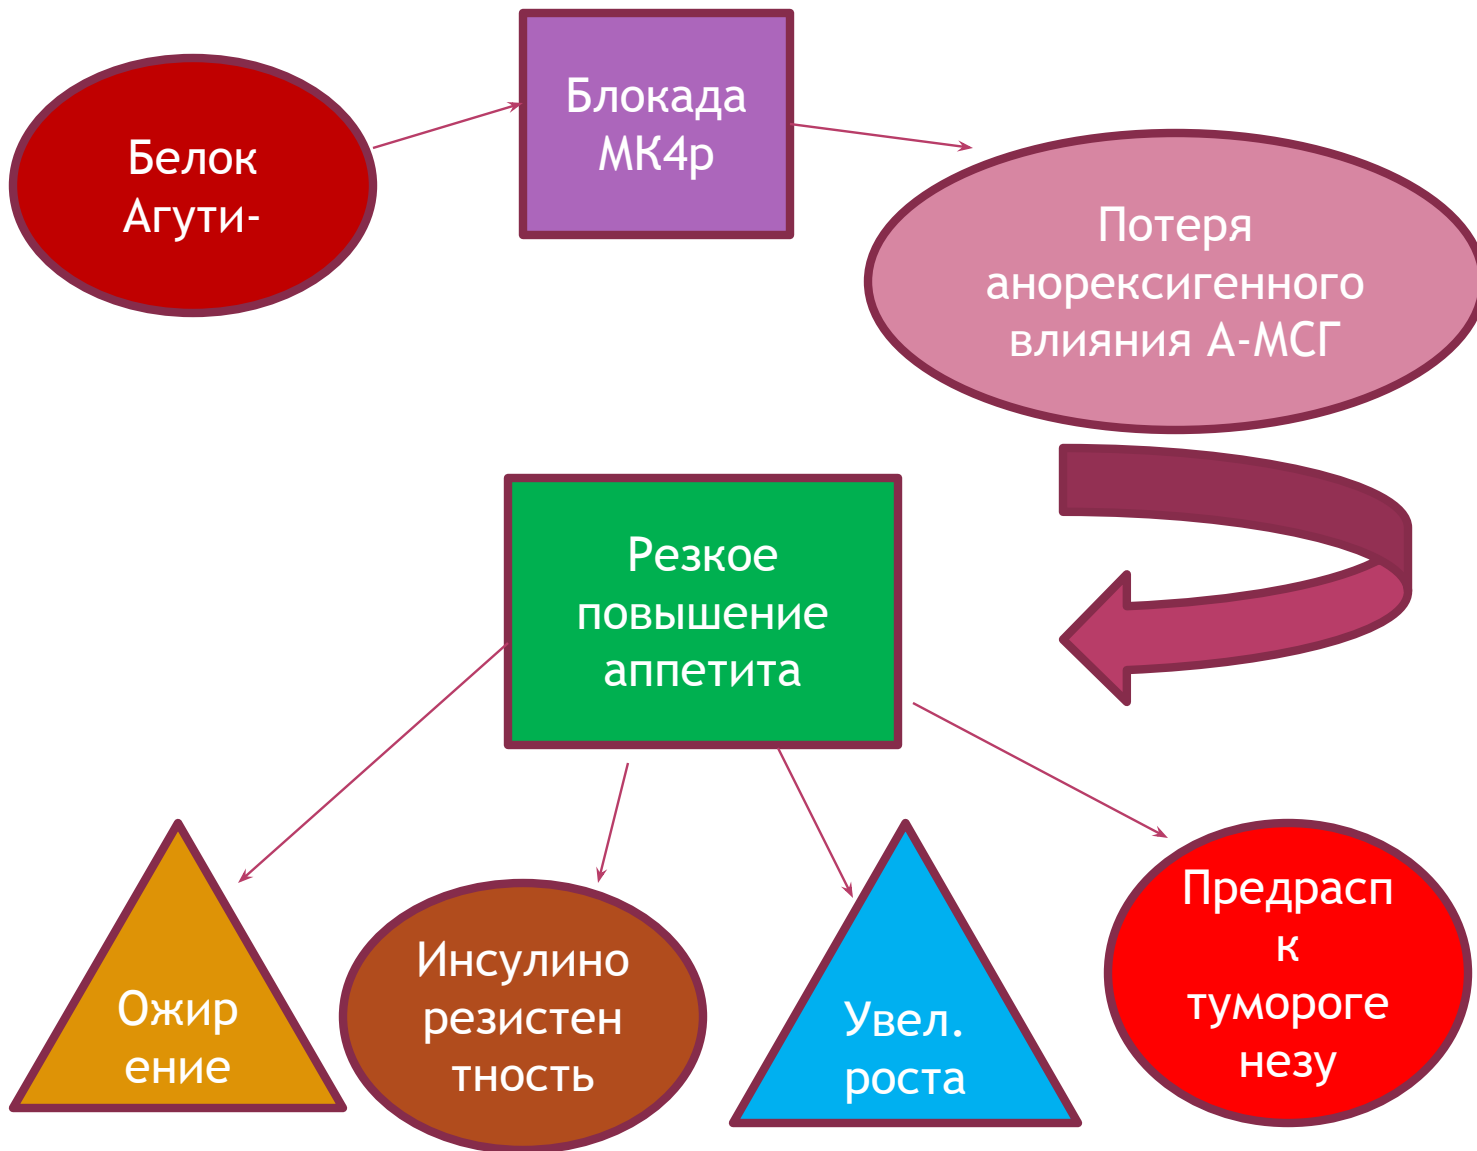 Белок
Агути-
Блокада
МК4р
Потеря
анорексигенного
влияния А-МСГ
Резкое
повышение
аппетита
Ожир
ение
Инсулино
резистен
тность
Увел.
роста
Предрасп
к
туморoге
незу